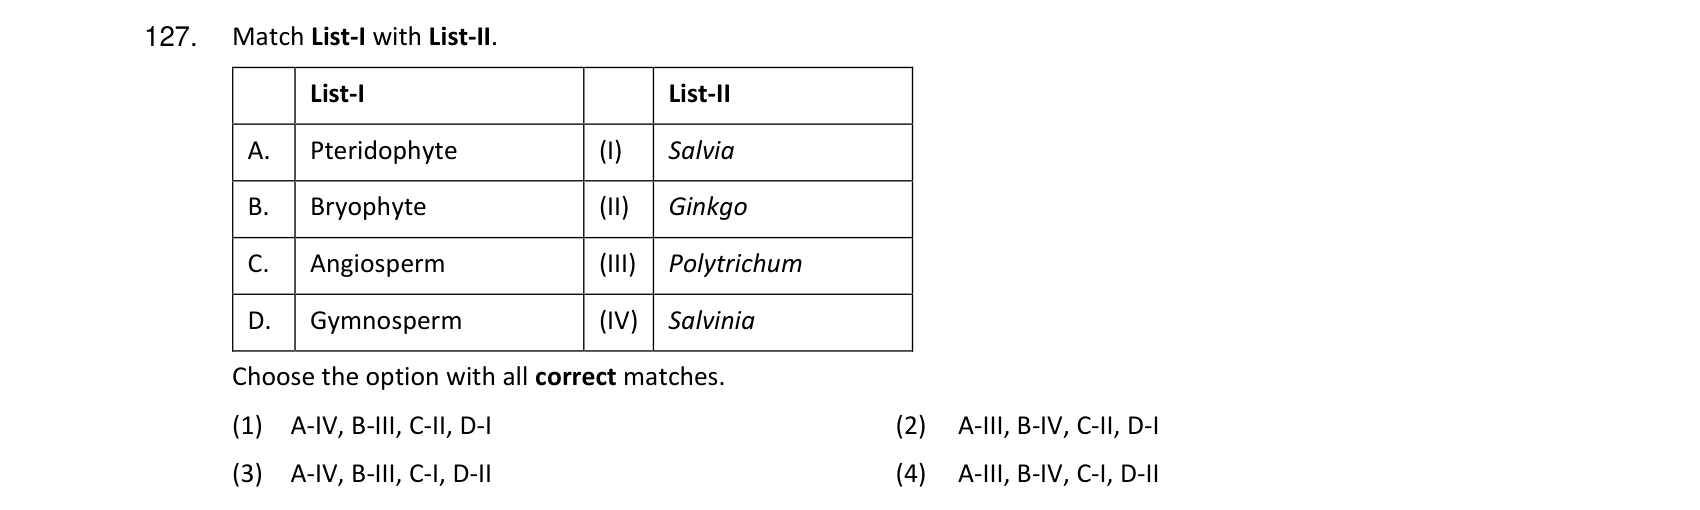 127. Match List-I with List-II.
List-I List-II
A. Pteridophyte (I) Salvia
B. Bryophyte (II) Ginkgo
C. Angiosperm (III) Polytrichum
D. Gymnosperm (IV) Salvinia
Choose the option with all correct matches.
(1) A-IV, B-III, C-II, D-I (2) A-III, B-IV, C-II, D-I
(3) A-IV, B-III, C-I, D-II (4) A-III, B-IV, C-I, D-II